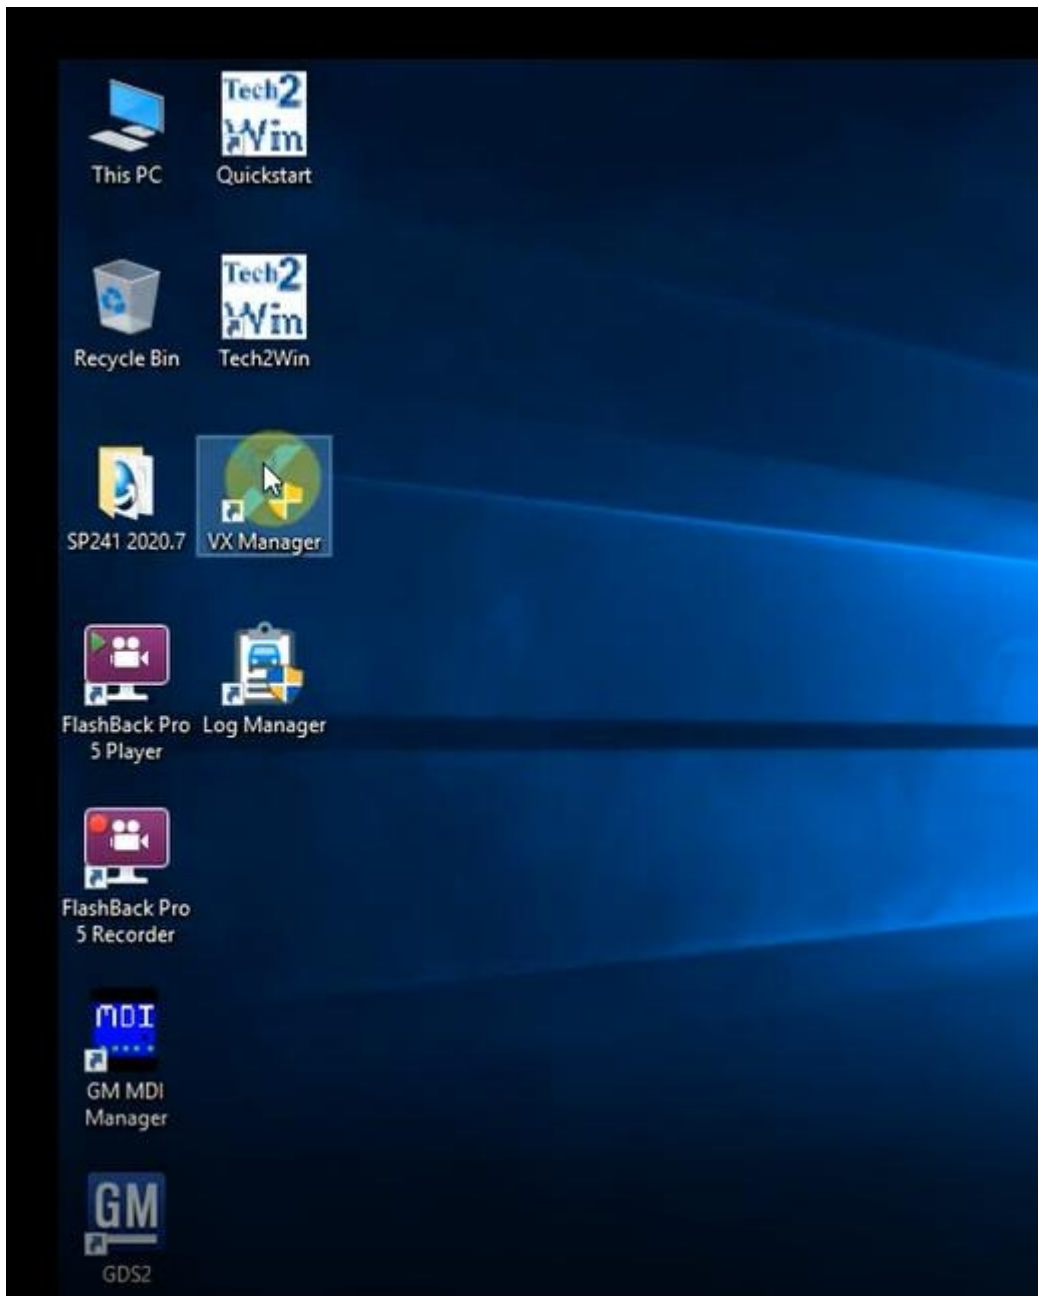 Tech2
Win
This PC
Quickstart
Tech2
Win
Recycle Bin
Tech2Win
SP241 2020.7
VX Manager
FlashBack Pro
5 Player
Log Manager
FlashBack Pro
5 Recorder
MDI
GM MDI
Manager
GM
GDS2